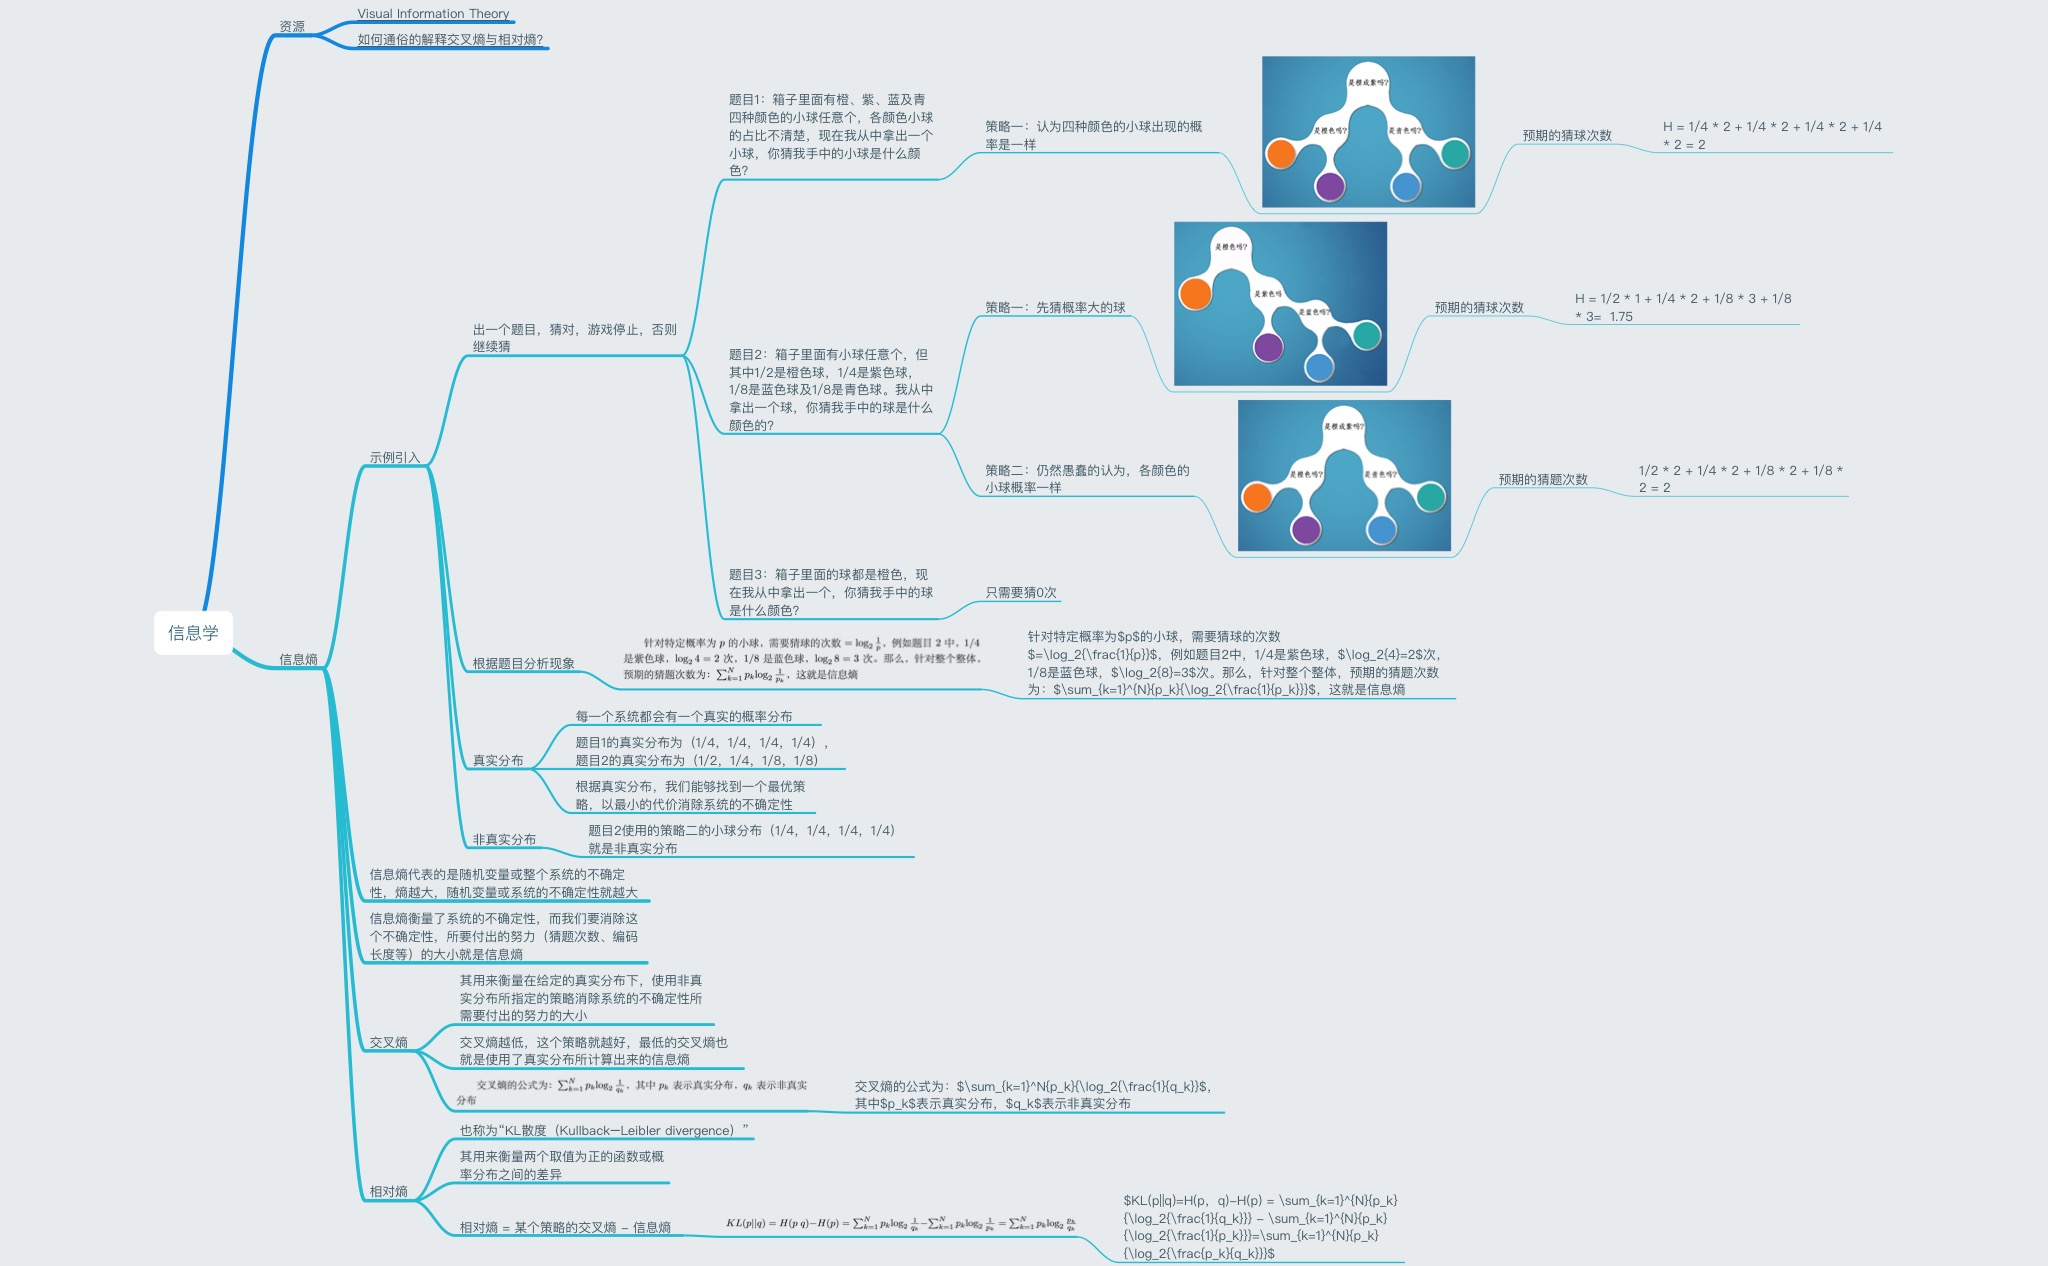 资源
Visual Information Theory
如何通俗的解释交叉熵与相对熵?
信息学
信息熵
示例引入
出一个题目，猜对，游戏停止，否则
继续猜
题目1：箱子里面有橙、紫、蓝及青
四种颜色的小球任意个，各颜色小球
的占比不清楚，现在我从中拿出一个
小球，你猜我手中的小球是什么颜
色?
策略一：认为四种颜色的小球出现的概
率是一样
是橙或紫吗?
是橙色吗?
是青色吗?
预期的猜球次数
H = 1/4 * 2 + 1/4 * 2 + 1/4 * 2 + 1/4
* 2 = 2
题目2：箱子里面有小球任意个，但
其中1/2是橙色球，1/4是紫色球，
1/8是蓝色球及1/8是青色球。我从中
拿出一个球，你猜我手中的球是什么
颜色的?
策略一：先猜概率大的球
是橙色吗?
是紫色吗
是蓝色吗?
预期的猜球次数
H = 1/2 * 1 + 1/4 * 2 + 1/8 * 3 + 1/8
* 3=  1.75
策略二：仍然愚蠢的认为，各颜色的
小球概率一样
是橙或紫吗?
是橙色吗?
是青色吗?
预期的猜题次数
1/2 * 2 + 1/4 * 2 + 1/8 * 2 + 1/8 *
2 = 2
题目3：箱子里面的球都是橙色，现
在我从中拿出一个，你猜我手中的球
是什么颜色?
只需要猜0次
根据题目分析现象
针对特定概率为 p 的小球，需要猜球的次数 = log₂ 1/p，例如题目 2 中，1/4
是紫色球，log₂ 4 = 2 次，1/8 是蓝色球，log₂ 8 = 3 次。那么，针对整个整体，
预期的猜题次数为：∑ᴺₖ₌₁ pₖlog₂ 1/pₖ，这就是信息熵
针对特定概率为$p$的小球，需要猜球的次数
$=\log_2{\frac{1}{p}}$，例如题目2中，1/4是紫色球，$\log_2{4}=2$次，
1/8是蓝色球，$\log_2{8}=3$次。那么，针对整个整体，预期的猜题次数
为：$\sum_{k=1}^{N}{p_k}{\log_2{\frac{1}{p_k}}}$，这就是信息熵
真实分布
每一个系统都会有一个真实的概率分布
题目1的真实分布为（1/4，1/4，1/4，1/4），
题目2的真实分布为（1/2，1/4，1/8，1/8）
根据真实分布，我们能够找到一个最优策
略，以最小的代价消除系统的不确定性
非真实分布
题目2使用的策略二的小球分布（1/4，1/4，1/4，1/4）
就是非真实分布
信息熵代表的是随机变量或整个系统的不确定
性，熵越大，随机变量或系统的不确定性就越大
信息熵衡量了系统的不确定性，而我们要消除这
个不确定性，所要付出的努力（猜题次数、编码
长度等）的大小就是信息熵
交叉熵
其用来衡量在给定的真实分布下，使用非真
实分布所指定的策略消除系统的不确定性所
需要付出的努力的大小
交叉熵越低，这个策略就越好，最低的交叉熵也
就是使用了真实分布所计算出来的信息熵
交叉熵的公式为：∑ᴺₖ₌₁ pₖlog₂ 1/qₖ，其中 pₖ 表示真实分布，qₖ 表示非真实
分布
交叉熵的公式为：$\sum_{k=1}^N{p_k}{\log_2{\frac{1}{q_k}}$，
其中$p_k$表示真实分布，$q_k$表示非真实分布
相对熵
也称为“KL散度（Kullback–Leibler divergence）”
其用来衡量两个取值为正的函数或概
率分布之间的差异
相对熵 = 某个策略的交叉熵 - 信息熵
KL(p||q) = H(p q)−H(p) = ∑ᴺₖ₌₁ pₖlog₂ 1/qₖ −∑ᴺₖ₌₁ pₖlog₂ 1/pₖ = ∑ᴺₖ₌₁ pₖlog₂ pₖ/qₖ
$KL(p||q)=H(p，q)-H(p) = \sum_{k=1}^{N}{p_k}
{\log_2{\frac{1}{q_k}}} - \sum_{k=1}^{N}{p_k}
{\log_2{\frac{1}{p_k}}}=\sum_{k=1}^{N}{p_k}
{\log_2{\frac{p_k}{q_k}}}$